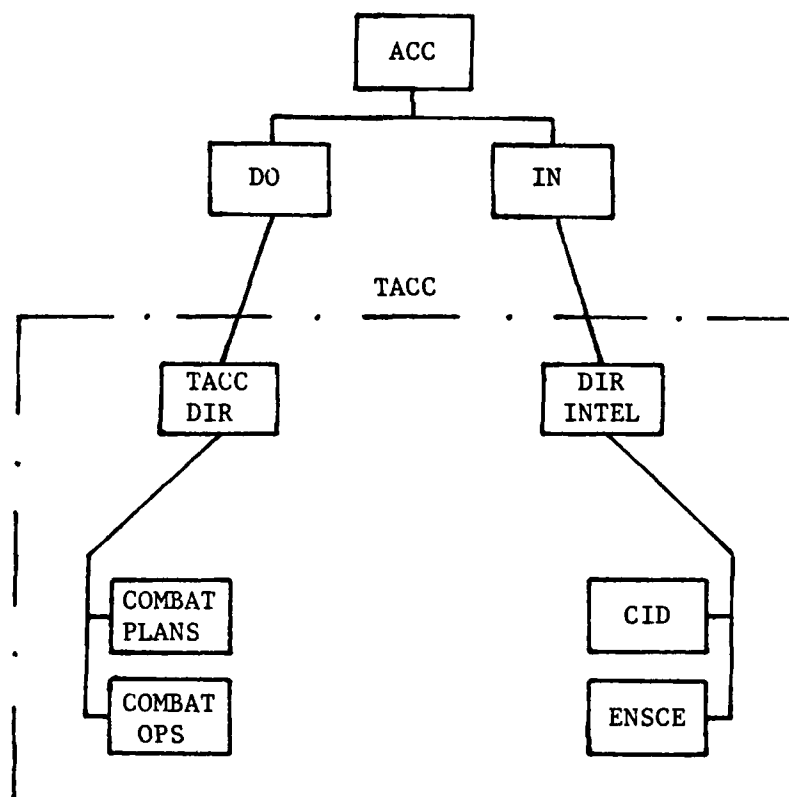 ACC
DO
IN
TACC
TACC
DIR
DIR
INTEL
COMBAT
PLANS
CID
COMBAT
OPS
ENSCE